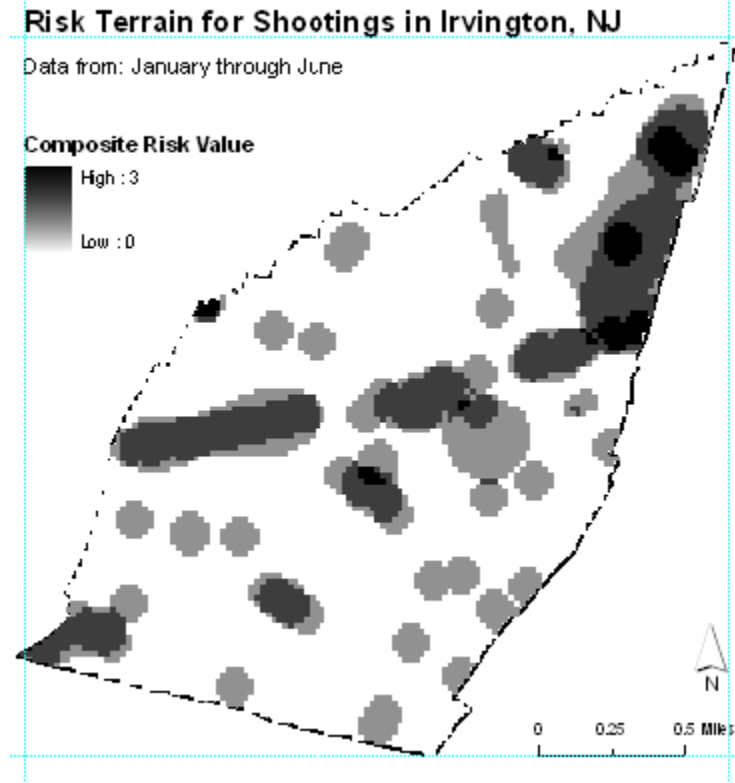 Risk Terrain for Shootings in Irvington, NJ
Data from: January through June
Composite Risk Value
High : 3
Low : 0
N
0 0.25 0.5 Miles